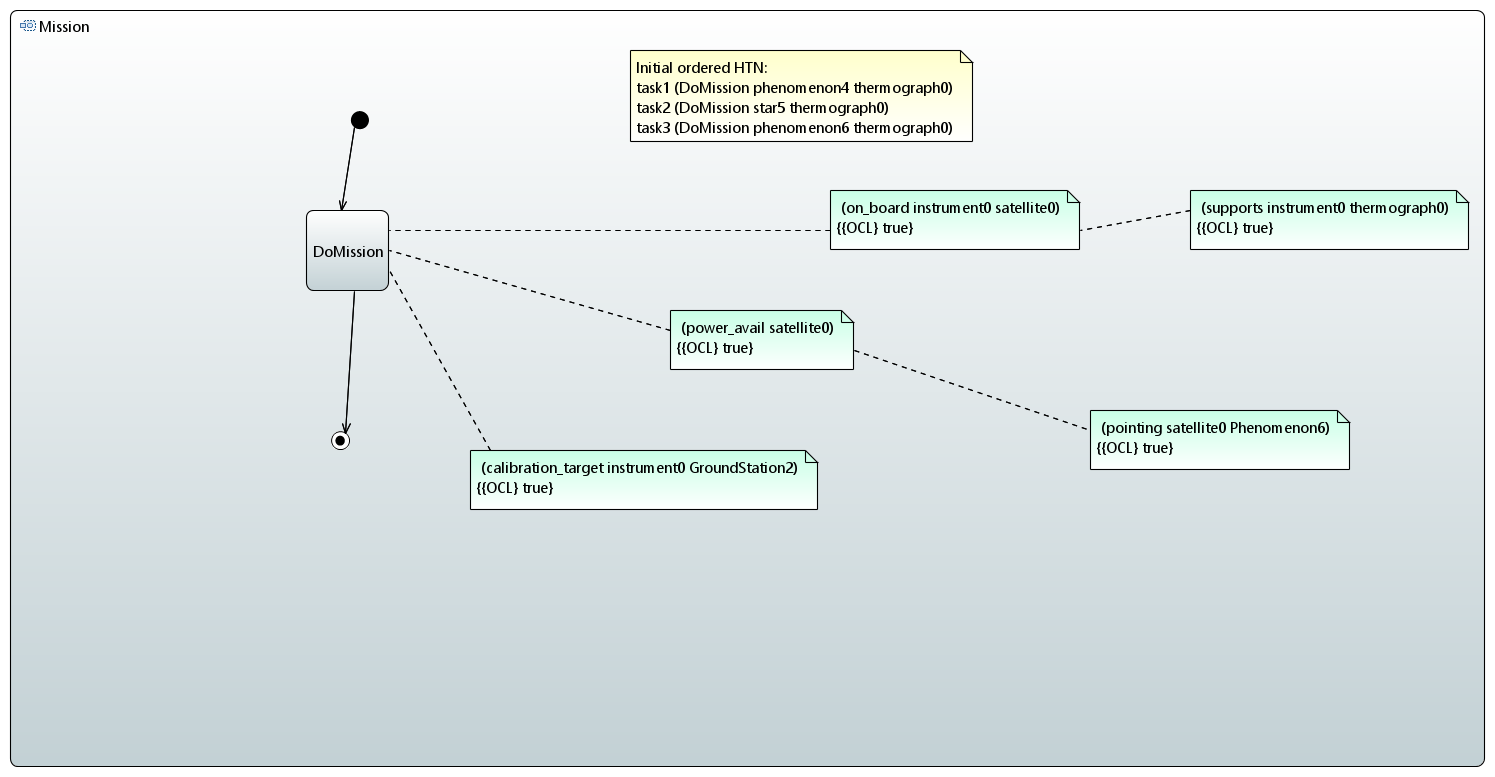 Mission
Initial ordered HTN:
task1 (DoMission phenomenon4 thermograph0)
task2 (DoMission star5 thermograph0)
task3 (DoMission phenomenon6 thermograph0)
(on_board instrument0 satellite0)
{{OCL} true}
(supports instrument0 thermograph0)
{{OCL} true}
DoMission
(power_avail satellite0)
{{OCL} true}
(pointing satellite0 Phenomenon6)
{{OCL} true}
(calibration_target instrument0 GroundStation2)
{{OCL} true}